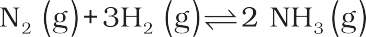 N₂ (g)+3H₂ (g)⇌2 NH₃(g)